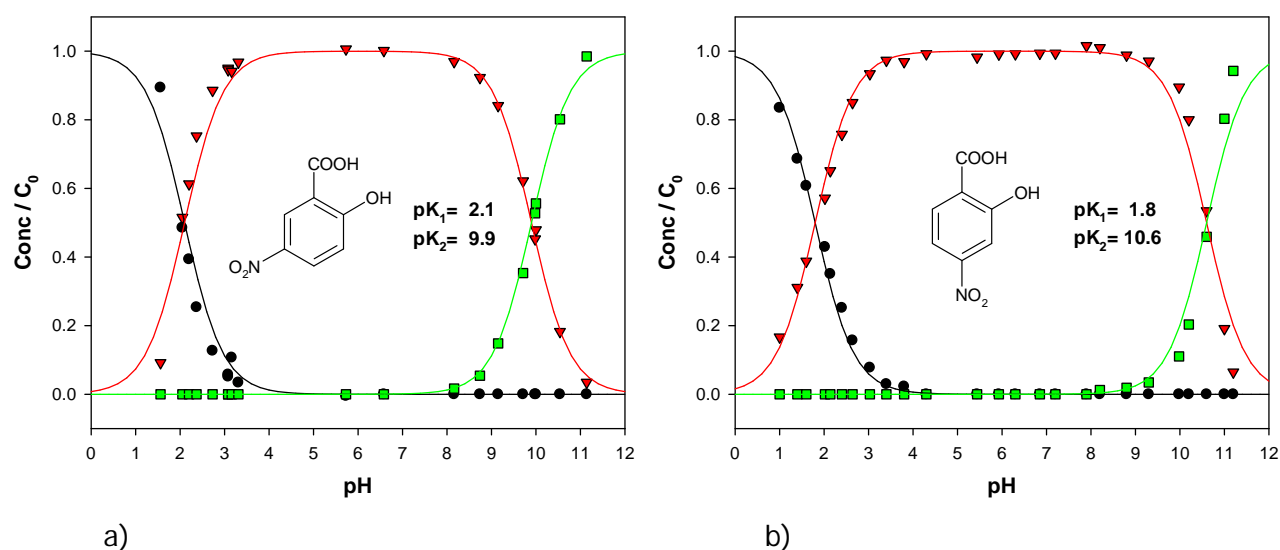 1.0
0.8
0.6
0.4
0.2
0.0
Conc / C₀
COOH
OH
O₂N
pK₁= 2.1
pK₂= 9.9
0 1 2 3 4 5 6 7 8 9 10 11 12
pH
a)
1.0
0.8
0.6
0.4
0.2
0.0
Conc / C₀
COOH
OH
NO₂
pK₁= 1.8
pK₂= 10.6
0 1 2 3 4 5 6 7 8 9 10 11 12
pH
b)